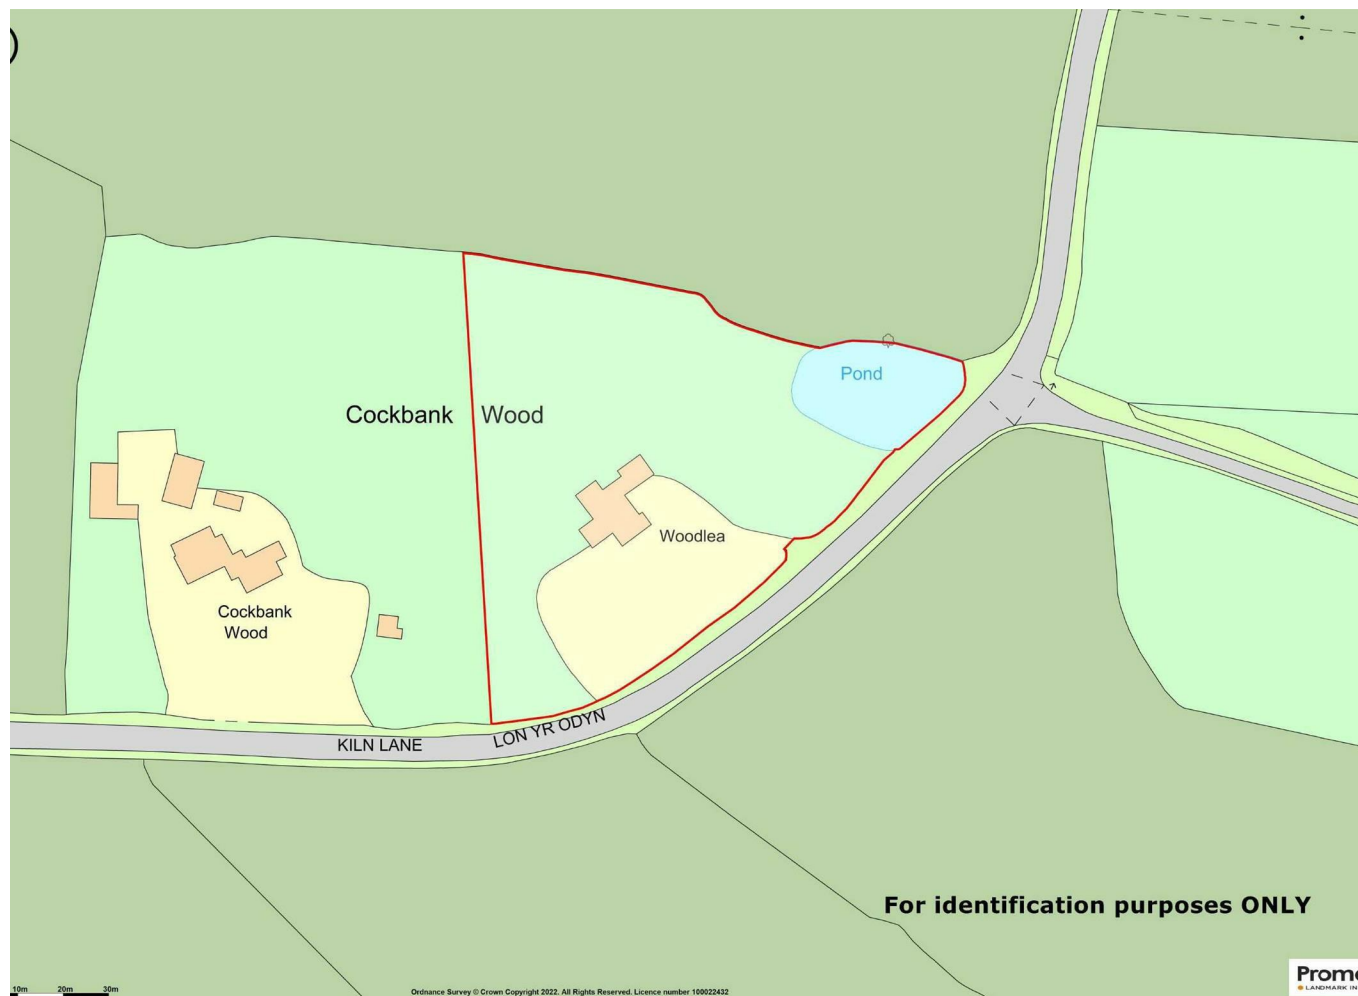 Pond
Cockbank Wood
Woodlea
Cockbank
Wood
LON YR ODYN
KILN LANE
For identification purposes ONLY
10m 20m 30m
Ordnance Survey © Crown Copyright 2022. All Rights Reserved. Licence number 100022432
LANDMARK